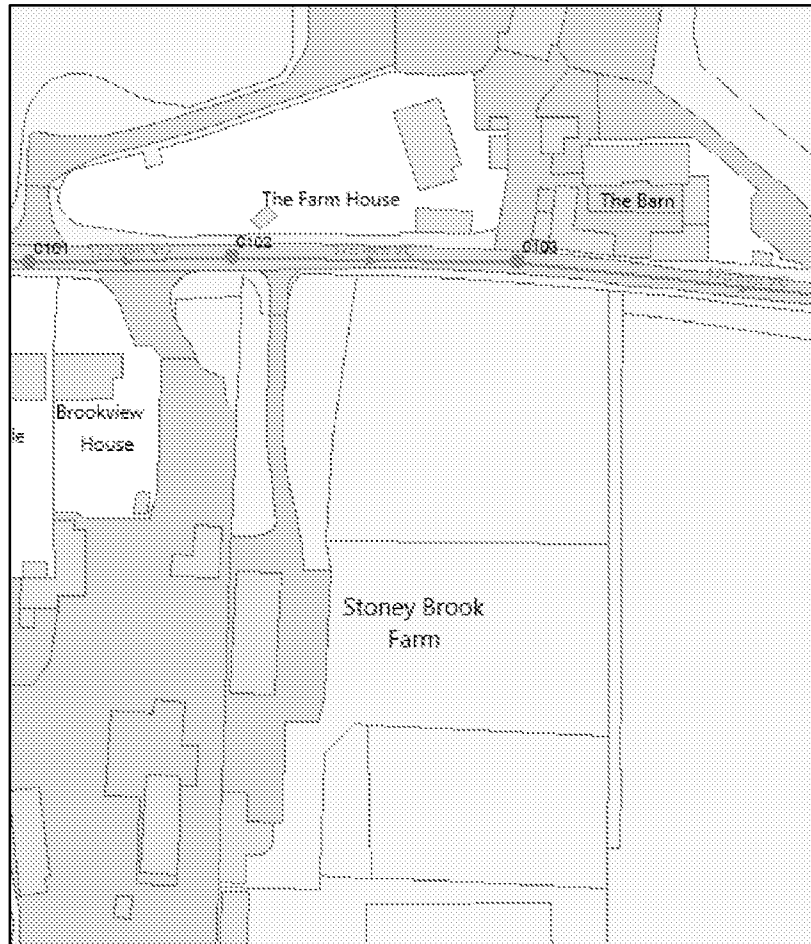 The Farm House
The Barn
C101
C102
C103
Brookview
House
Stoney Brook
Farm